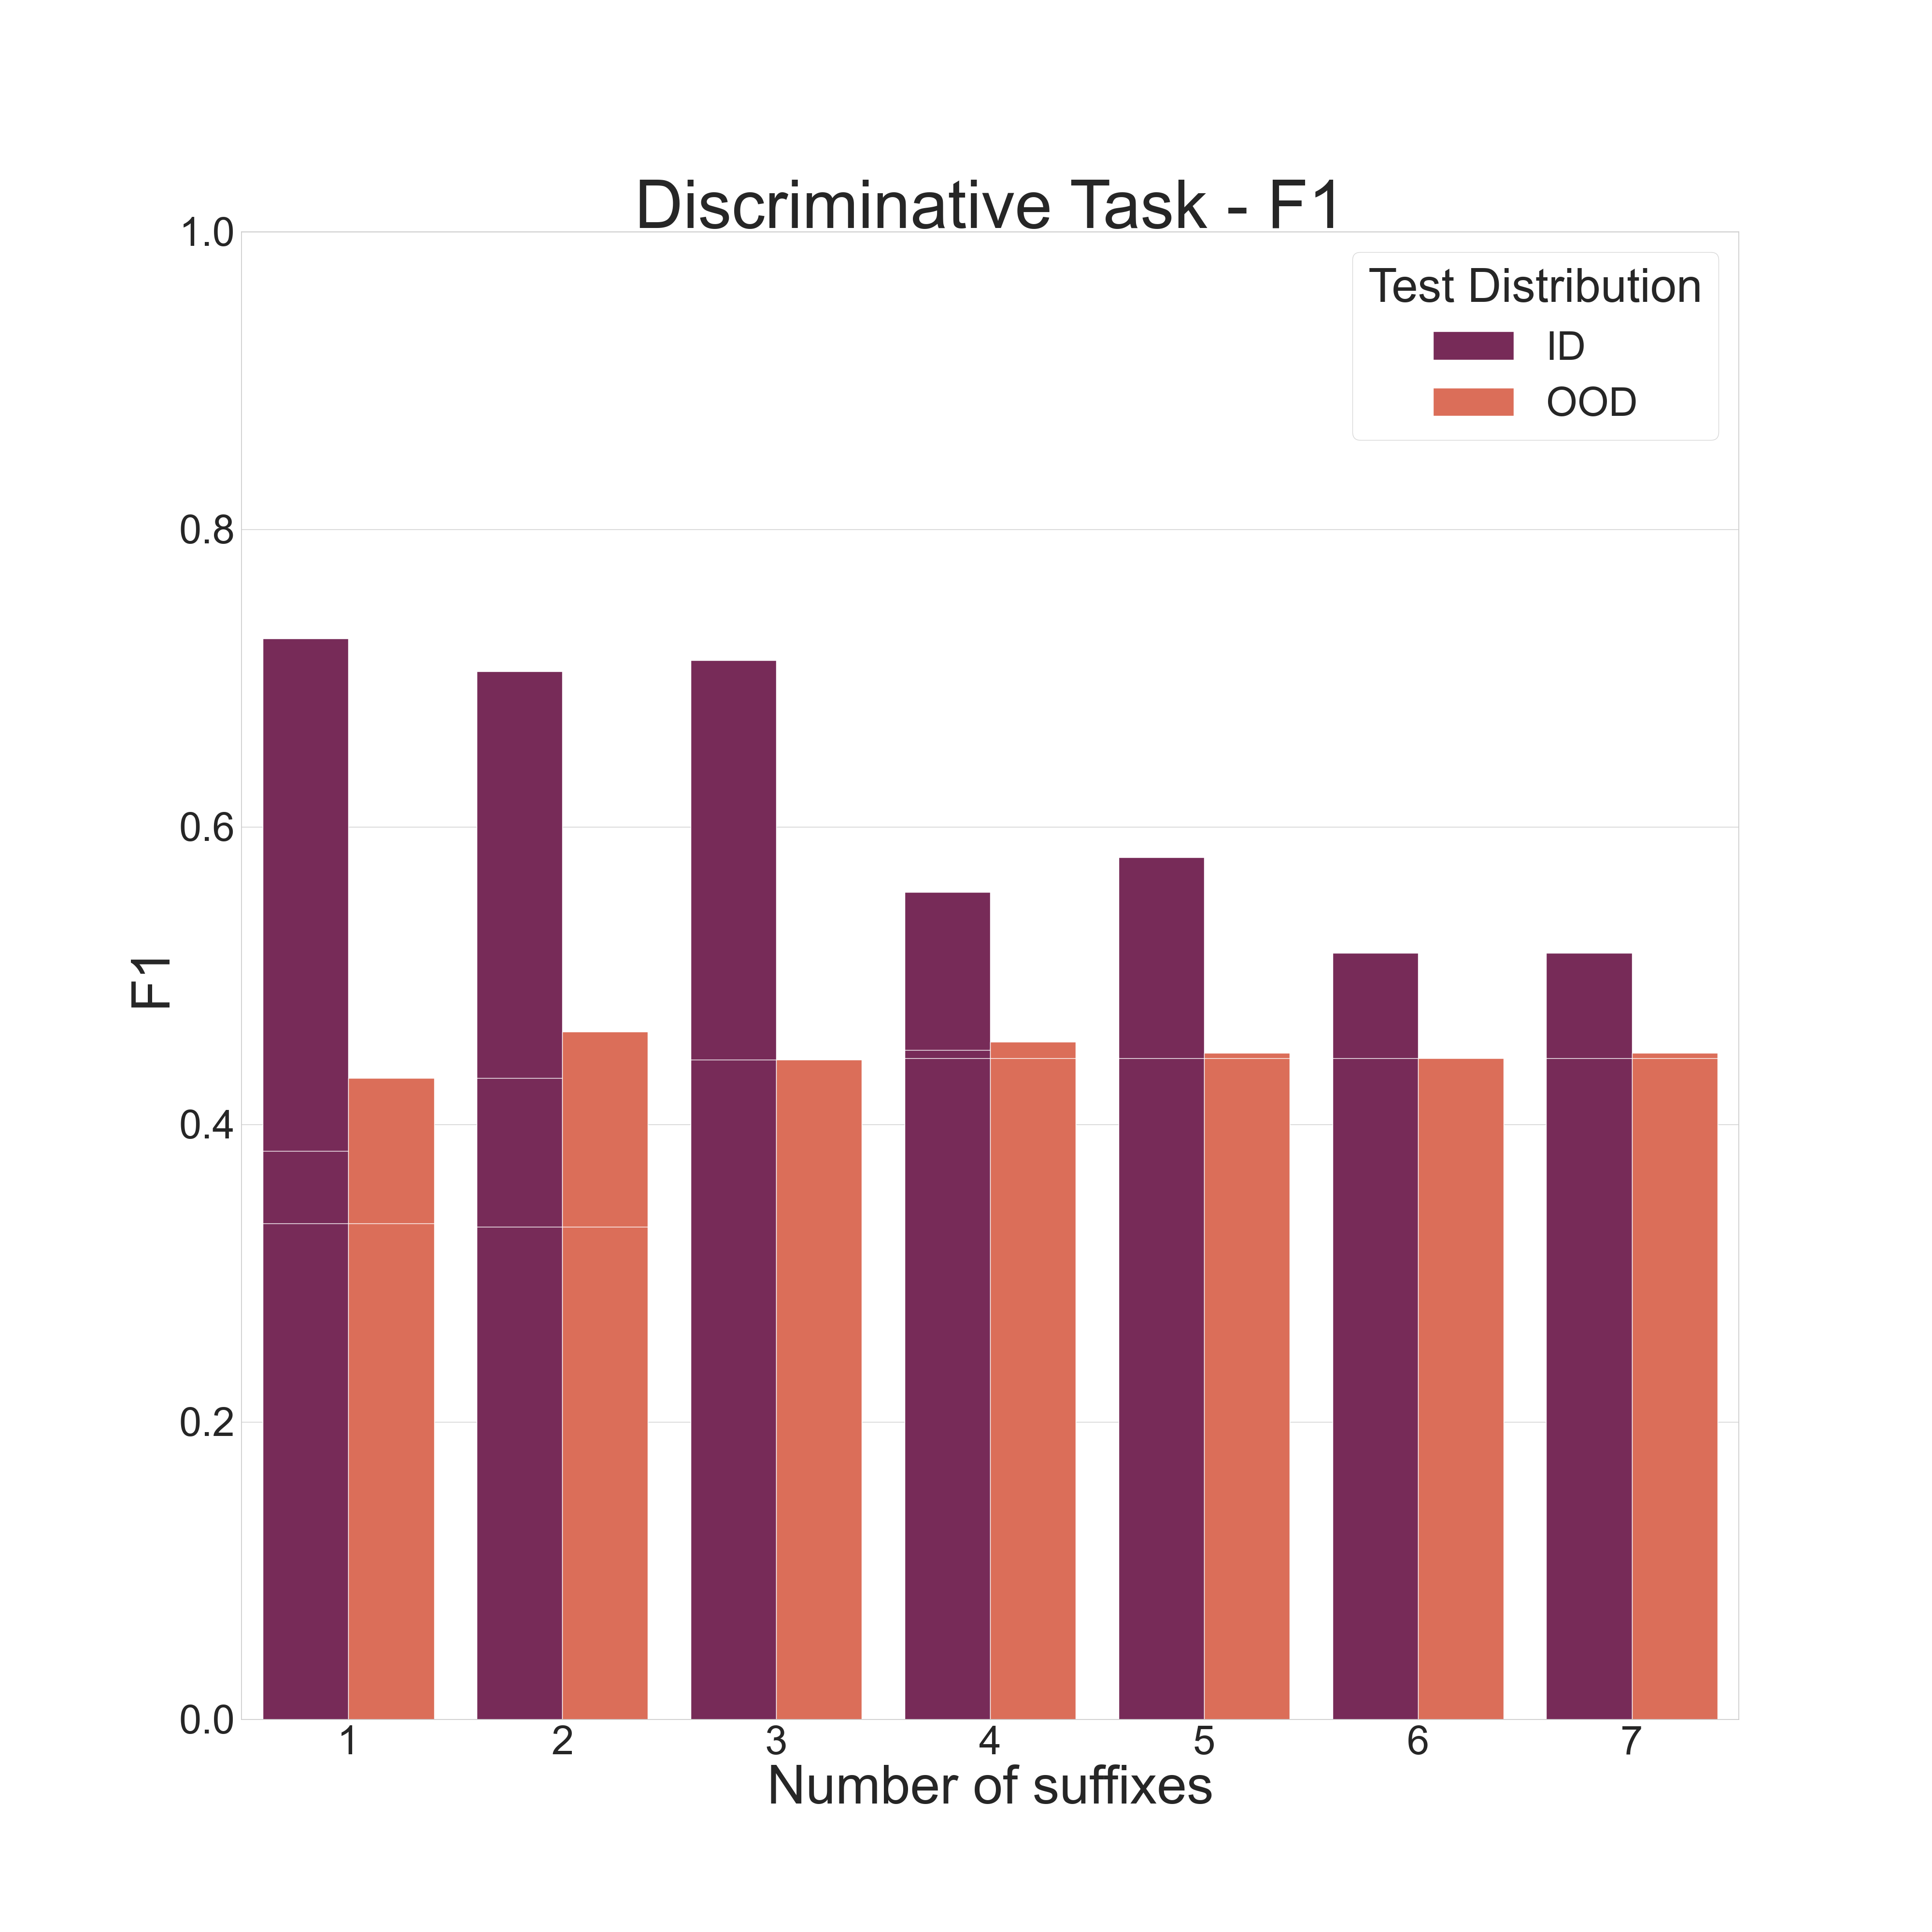 Discriminative Task - F1
Test Distribution
ID
OOD
F1
1.0
0.8
0.6
0.4
0.2
0.0
1 2 3 4 5 6 7
Number of suffixes